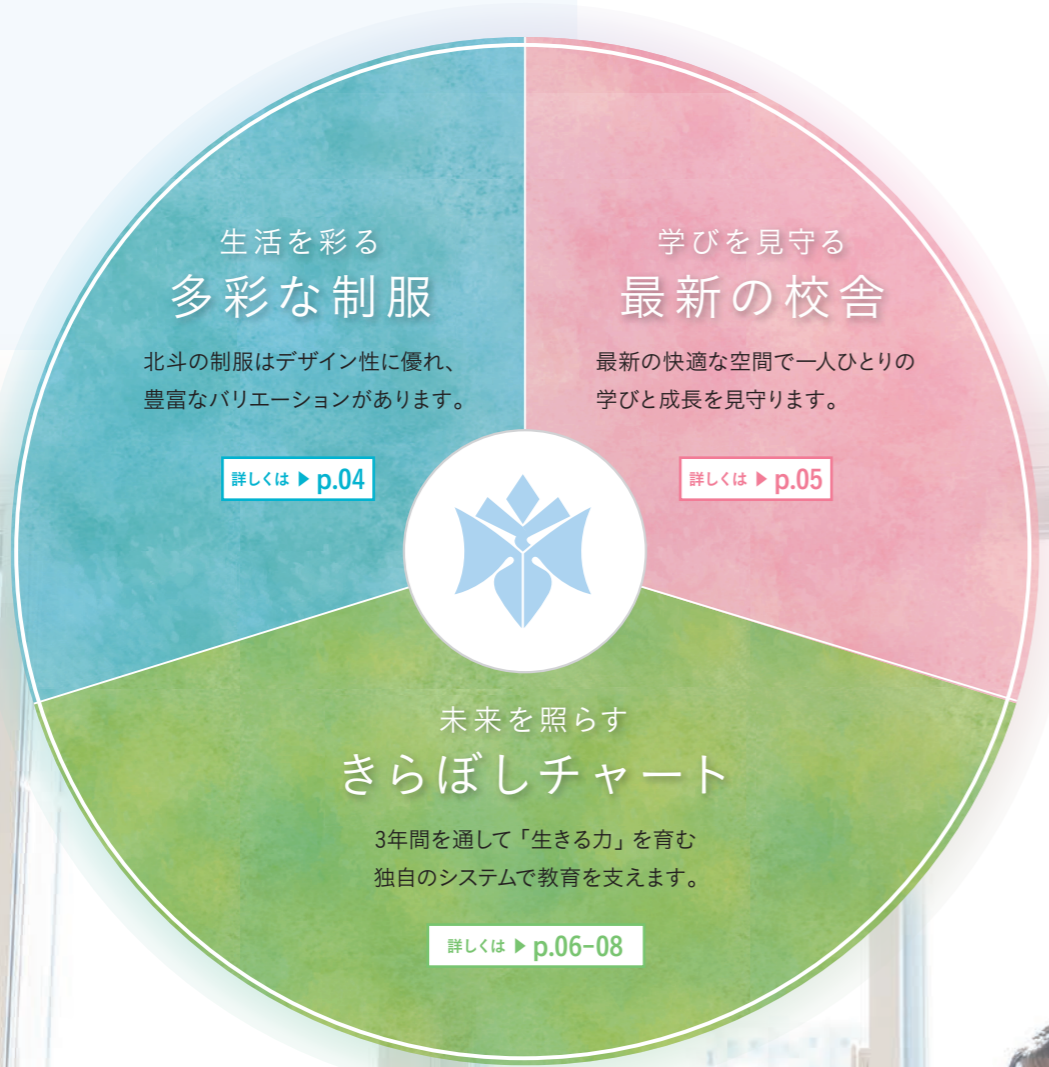 生活を彩る
多彩な制服
北斗の制服はデザイン性に優れ、
豊富なバリエーションがあります。
詳しくは ▶ p.04
学びを見守る
最新の校舎
最新の快適な空間で一人ひとりの
学びと成長を見守ります。
詳しくは ▶ p.05
未来を照らす
きらぼしチャート
3年間を通して「生きる力」を育む
独自のシステムで教育を支えます。
詳しくは ▶ p.06-08